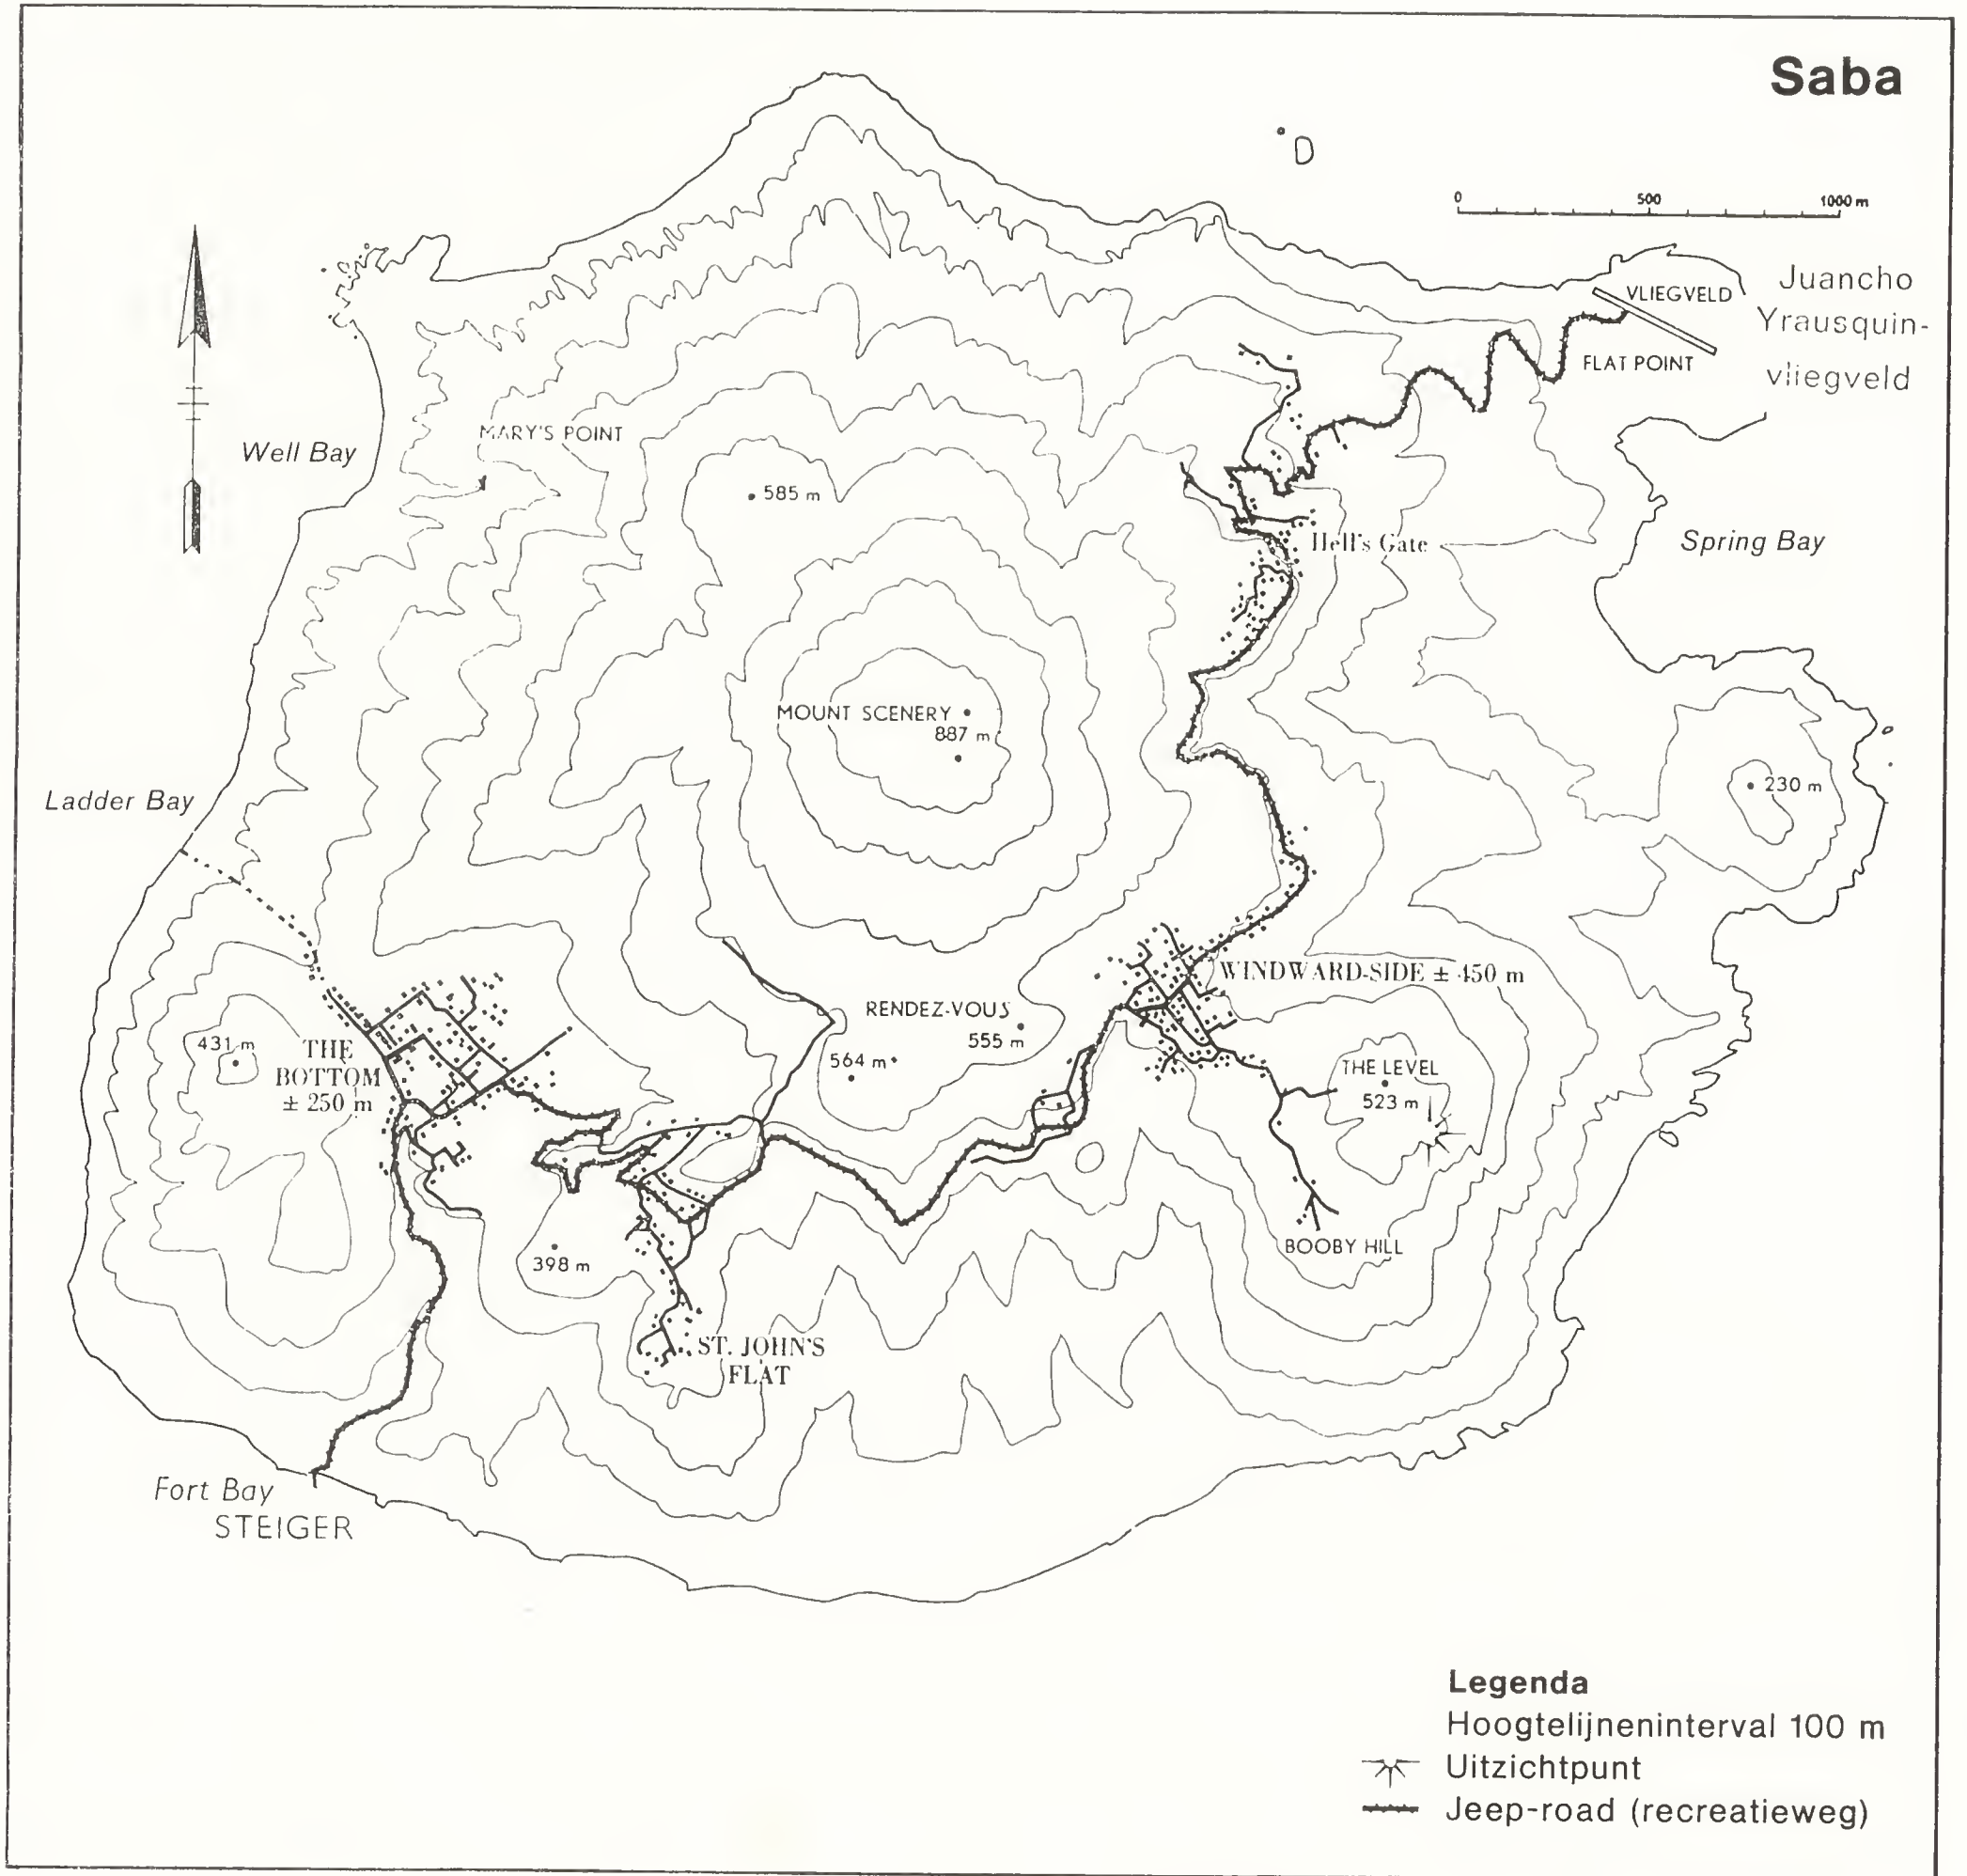 Saba
D
0 500 1000 m
Juancho
Yrausquin-
vliegveld
VLIEGVELD
FLAT POINT
MARY'S POINT
Well Bay
585 m
Hell's Gate
Spring Bay
MOUNT SCENERY
887 m
230 m
Ladder Bay
WINDWARD-SIDE ± 450 m
RENDEZ-VOUS
555 m
564 m
431 m
THE
BOTTOM
± 250 m
THE LEVEL
523 m
398 m
BOOBY HILL
ST. JOHN'S
FLAT
Fort Bay
STEIGER
Legenda
Hoogtelijneninterval 100 m
Uitzichtpunt
Jeep-road (recreatieweg)